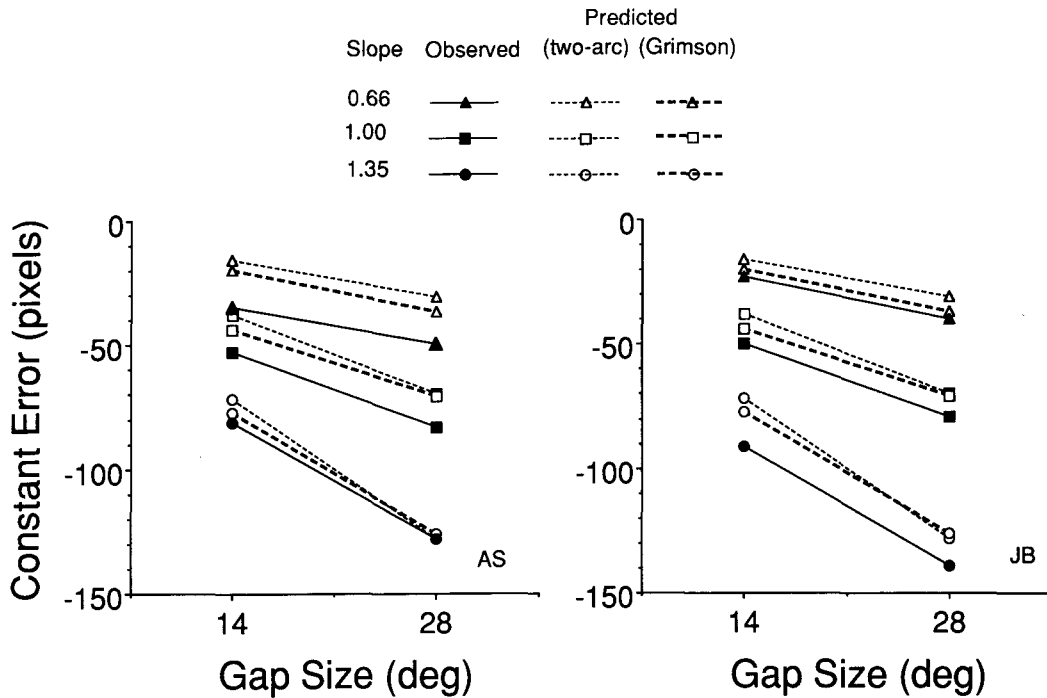 Predicted
Slope Observed (two-arc) (Grimson)
0.66
1.00
1.35
Constant Error (pixels)
0
-50
-100
-150
14 28
Gap Size (deg)
AS
0
-50
-100
-150
14 28
Gap Size (deg)
JB